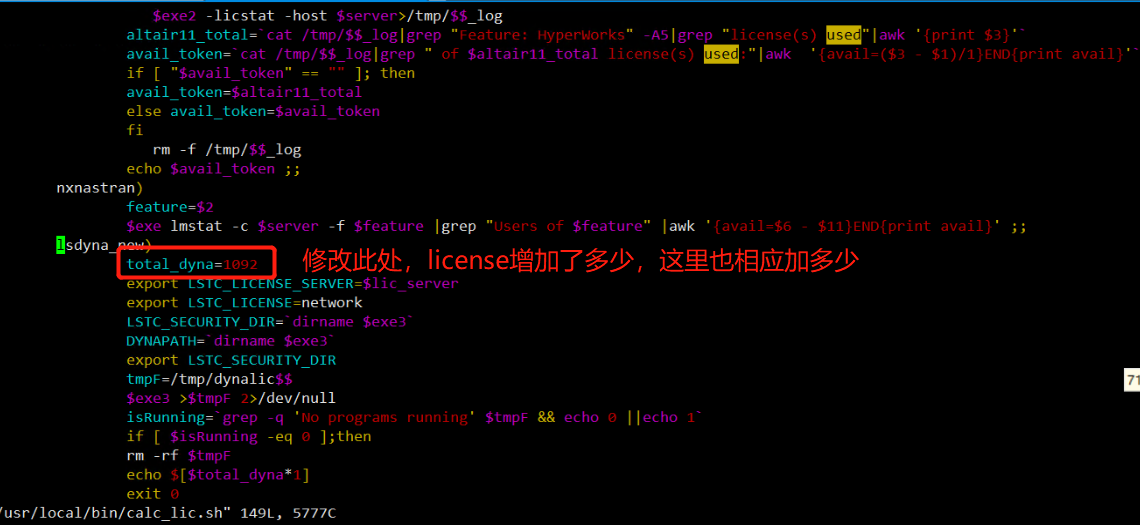 $exe2 -licstat -host $server>/tmp/$$_log
altair11_total=`cat /tmp/$$_log|grep "Feature: HyperWorks" -A5|grep "license(s) used"|awk '{print $3}'`
avail_token=`cat /tmp/$$_log|grep " of $altair11_total license(s) used:"|awk  '{avail=($3 - $1)/1}END{print avail}'`
if [ "$avail_token" == "" ]; then
avail_token=$altair11_total
else avail_token=$avail_token
fi
rm -f /tmp/$$_log
echo $avail_token ;;
nxnastran)
feature=$2
$exe lmstat -c $server -f $feature |grep "Users of $feature" |awk '{avail=$6 - $11}END{print avail}' ;;
lsdyna_new)
total_dyna=1092 修改此处，license增加了多少，这里也相应加多少
export LSTC_LICENSE_SERVER=$lic_server
export LSTC_LICENSE=network
LSTC_SECURITY_DIR=`dirname $exe3`
DYNAPATH=`dirname $exe3`
export LSTC_SECURITY_DIR
tmpF=/tmp/dynalic$$
$exe3 >$tmpF 2>/dev/null
isRunning=`grep -q 'No programs running' $tmpF && echo 0 ||echo 1`
if [ $isRunning -eq 0 ];then
rm -rf $tmpF
echo $[$total_dyna*1]
exit 0
/usr/local/bin/calc_lic.sh" 149L, 5777C
71